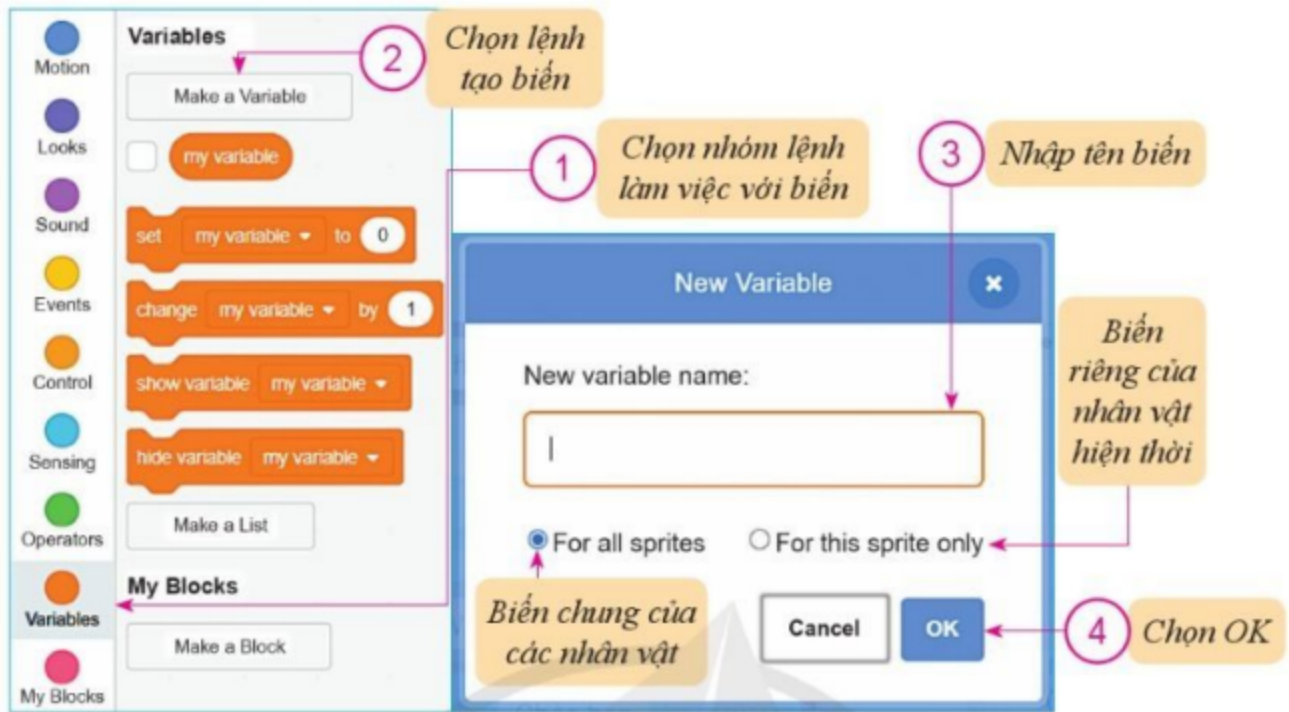 Motion
Looks
Sound
Events
Control
Sensing
Operators
Variables
My Blocks
Variables
Make a Variable
my variable
set my variable to 0
change my variable by 1
show variable my variable
hide variable my variable
Make a List
My Blocks
Make a Block
2
Chọn lệnh
tạo biến
1
Chọn nhóm lệnh
làm việc với biến
3
Nhập tên biến
New Variable
New variable name:
For all sprites
For this sprite only
Biến
riêng của
nhân vật
hiện thời
Biến chung của
các nhân vật
Cancel
OK
4
Chọn OK